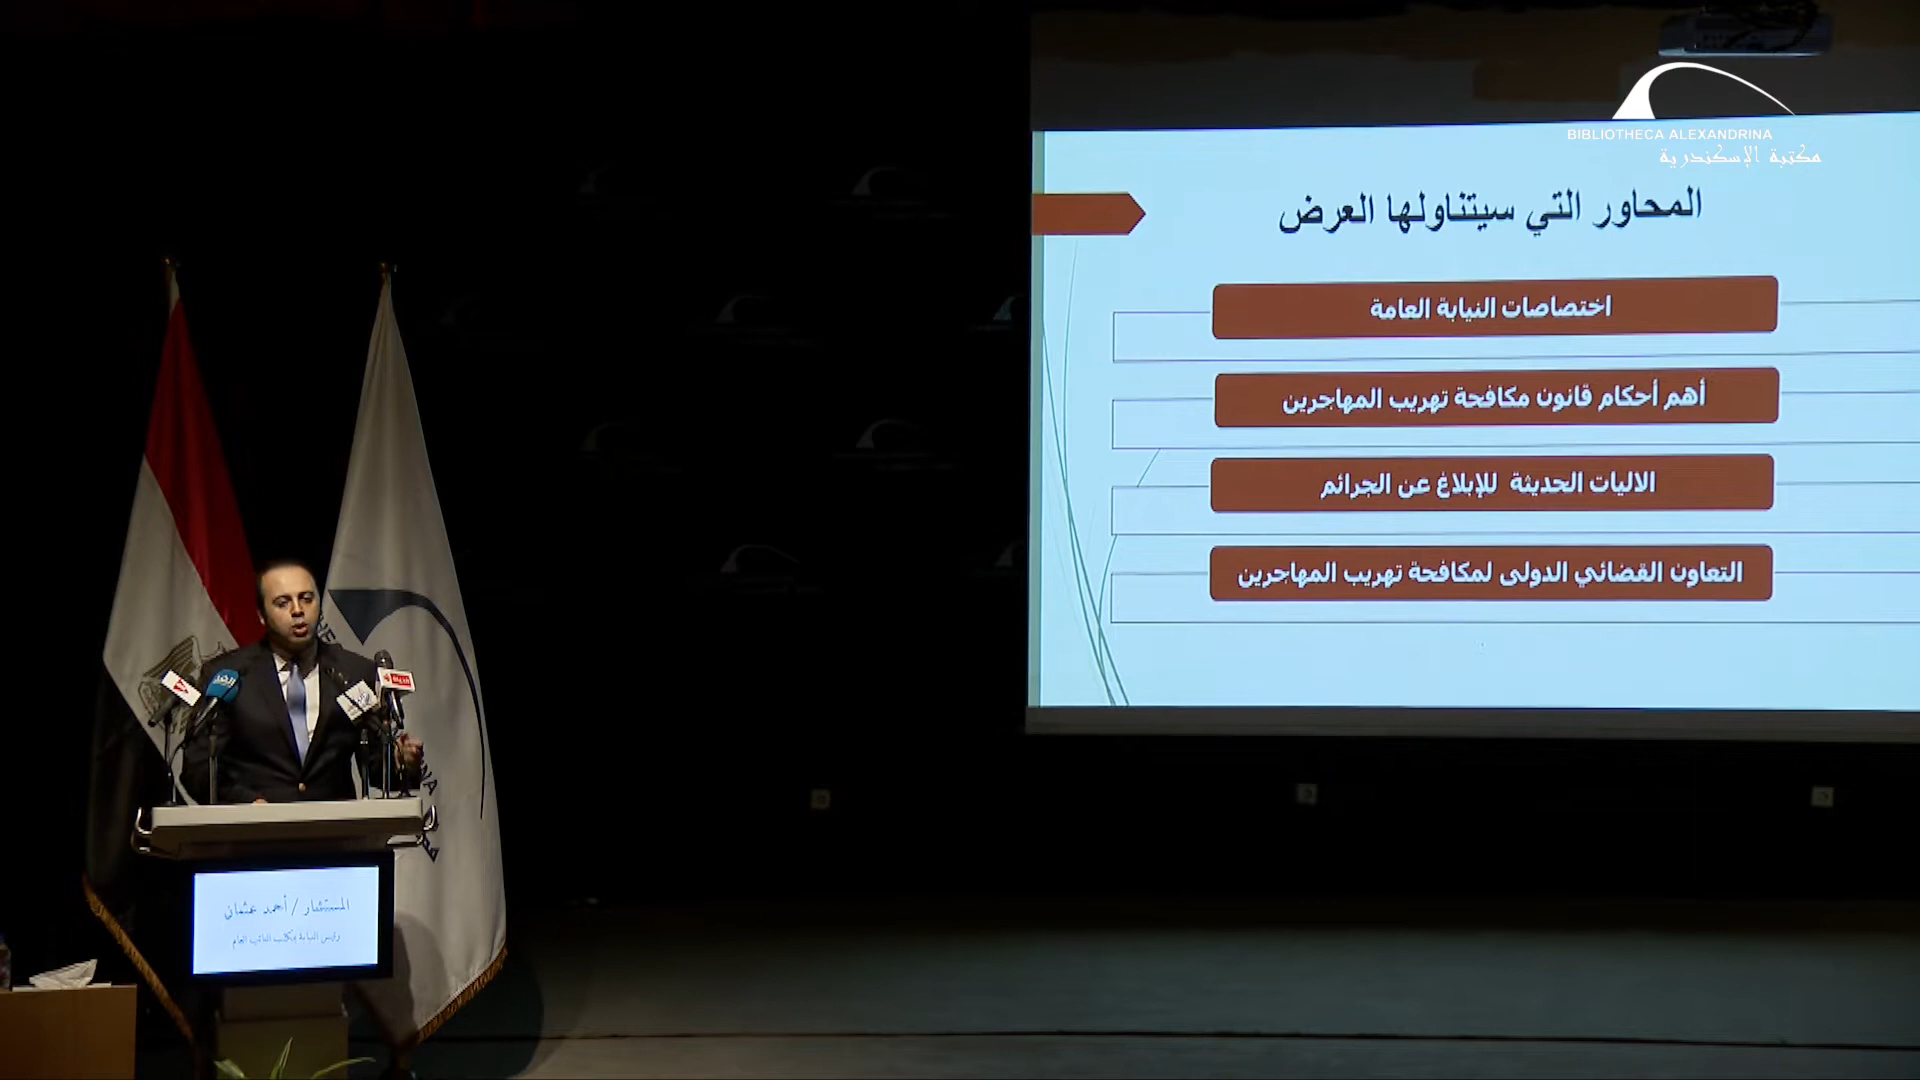 BIBLIOTHECA ALEXANDRINA
مكتبة الإسكندرية
المحاور التي سيتناولها العرض
اختصاصات النيابة العامة
أهم أحكام قانون مكافحة تهريب المهاجرين
الاليات الحديثة للإبلاغ عن الجرائم
التعاون القضائي الدولى لمكافحة تهريب المهاجرين
المستشار / أحمد عثمان
رئيس النيابة بمكتب النائب العام